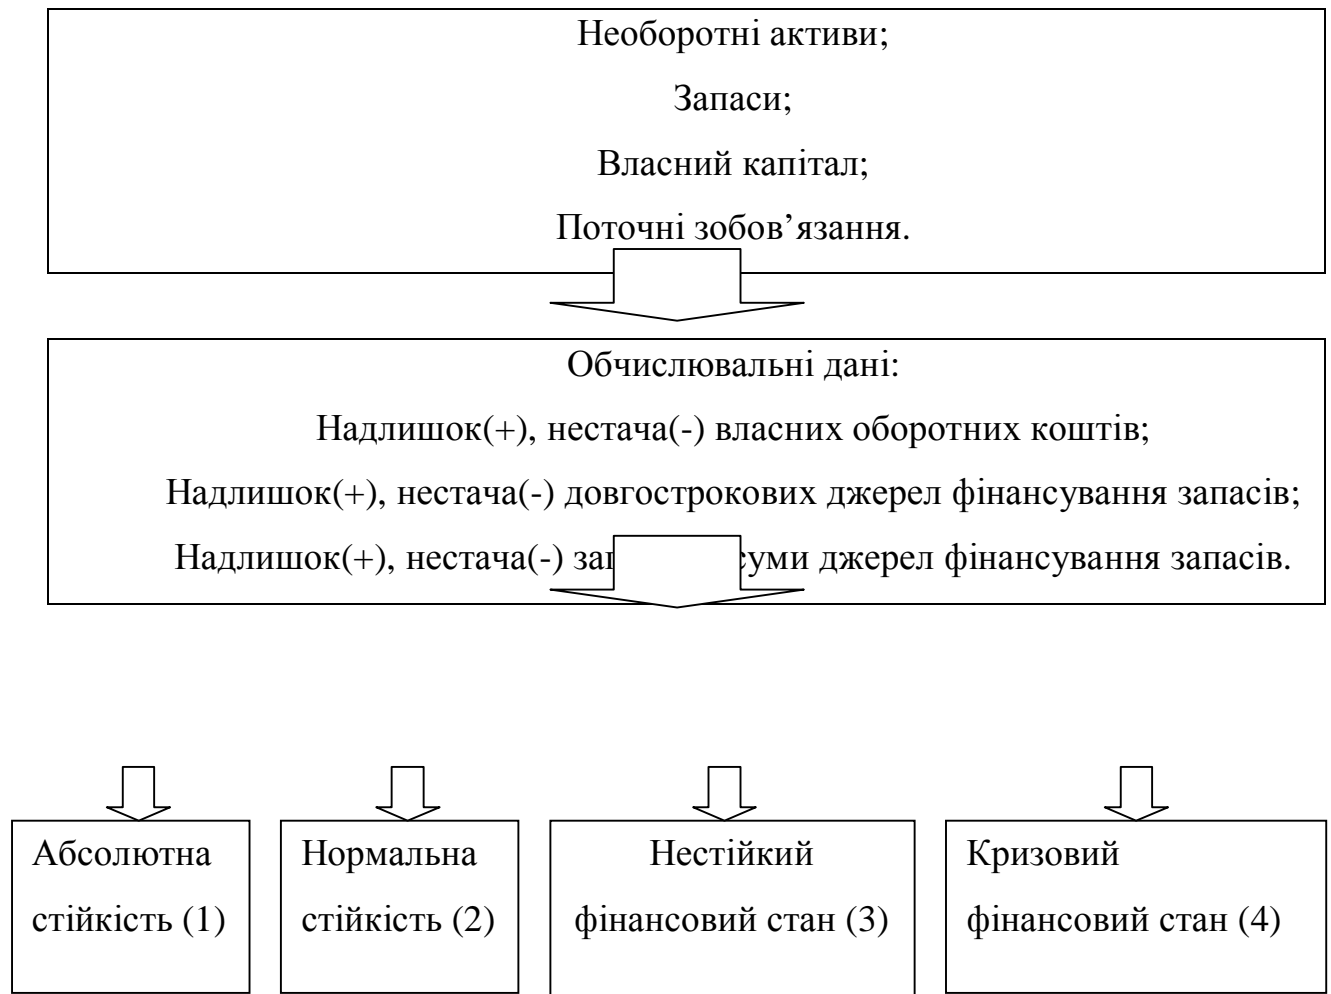 Необоротні активи;
Запаси;
Власний капітал;
Поточні зобов’язання.
Обчислювальні дані:
Надлишок(+), нестача(-) власних оборотних коштів;
Надлишок(+), нестача(-) довгострокових джерел фінансування запасів;
Надлишок(+), нестача(-) джерел фінансування запасів.
Абсолютна
стійкість (1)
Нормальна
стійкість (2)
Нестійкий
фінансовий стан (3)
Кризовий
фінансовий стан (4)